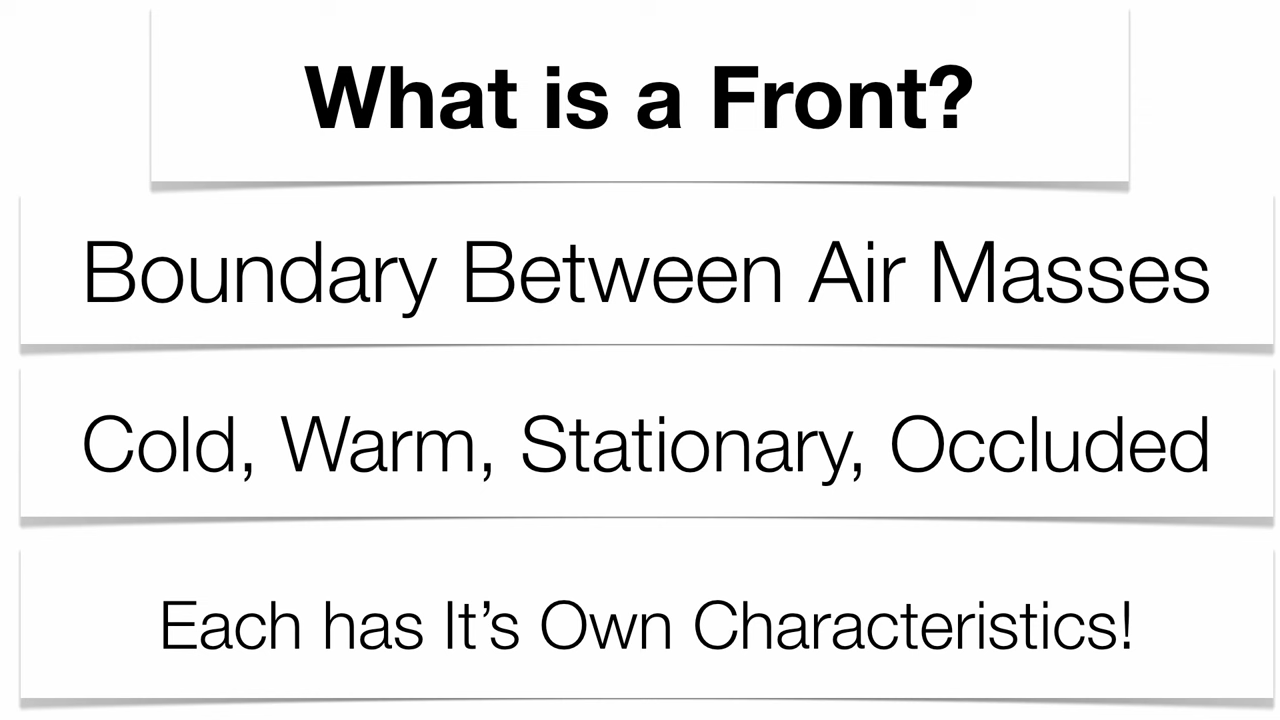 What is a Front?
Boundary Between Air Masses
Cold, Warm, Stationary, Occluded
Each has It’s Own Characteristics!